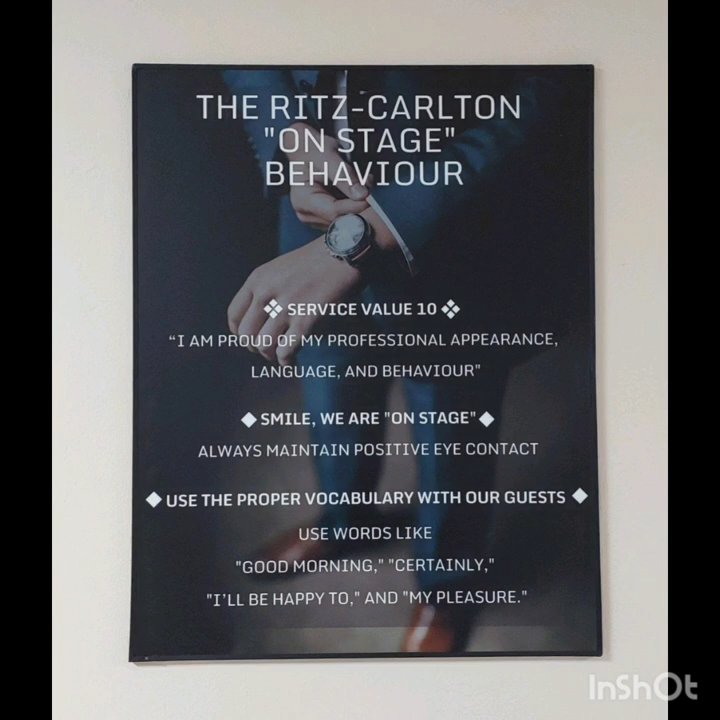 THE RITZ-CARLTON
"ON STAGE"
BEHAVIOUR
❖ SERVICE VALUE 10 ❖
“I AM PROUD OF MY PROFESSIONAL APPEARANCE,
LANGUAGE, AND BEHAVIOUR"
◆ SMILE, WE ARE "ON STAGE" ◆
ALWAYS MAINTAIN POSITIVE EYE CONTACT
◆ USE THE PROPER VOCABULARY WITH OUR GUESTS ◆
USE WORDS LIKE
"GOOD MORNING," "CERTAINLY,"
"I’LL BE HAPPY TO," AND "MY PLEASURE."
InShOt